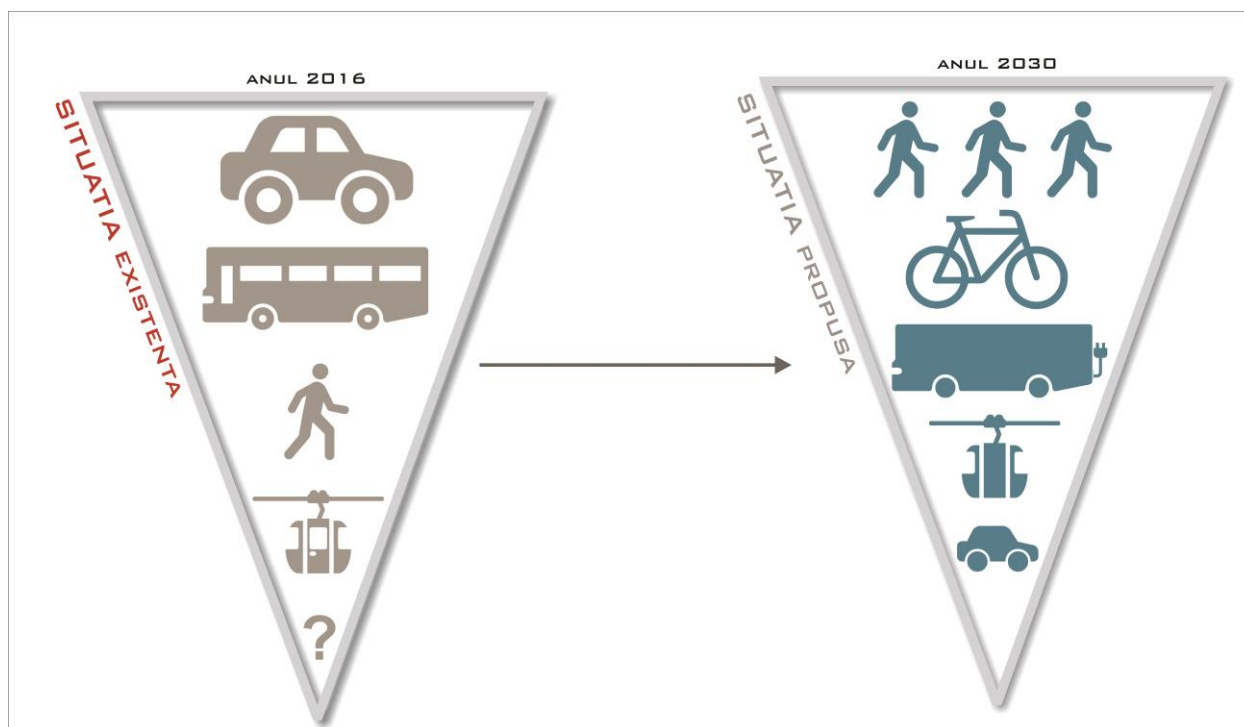 ANUL 2016
SITUATIA EXISTENTA
?
ANUL 2030
SITUATIA PROPUSA